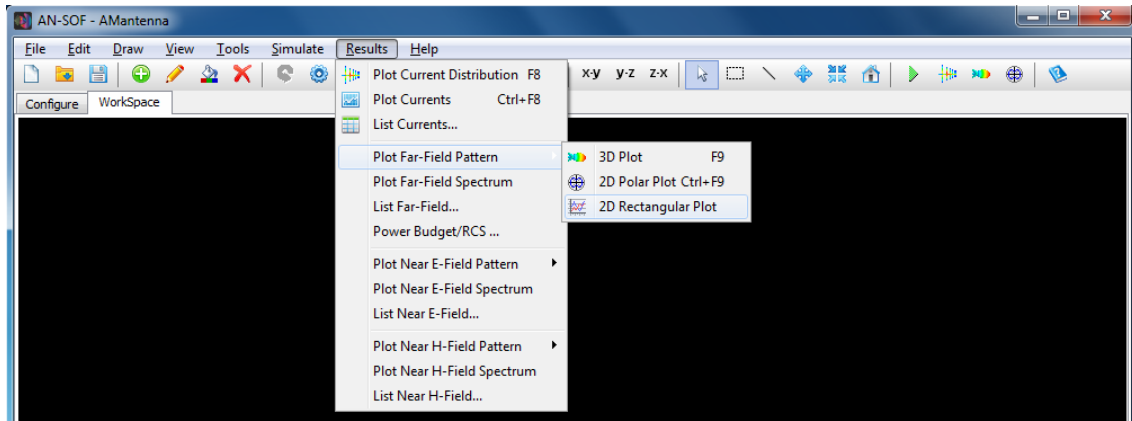 AN-SOF - AMantenna
File Edit Draw View Tools Simulate Results Help
X-Y Y-Z Z-X
Configure WorkSpace
Plot Current Distribution F8
Plot Currents Ctrl+F8
List Currents...
Plot Far-Field Pattern
Plot Far-Field Spectrum
List Far-Field...
Power Budget/RCS ...
Plot Near E-Field Pattern
Plot Near E-Field Spectrum
List Near E-Field...
Plot Near H-Field Pattern
Plot Near H-Field Spectrum
List Near H-Field...
3D Plot F9
2D Polar Plot Ctrl+F9
2D Rectangular Plot